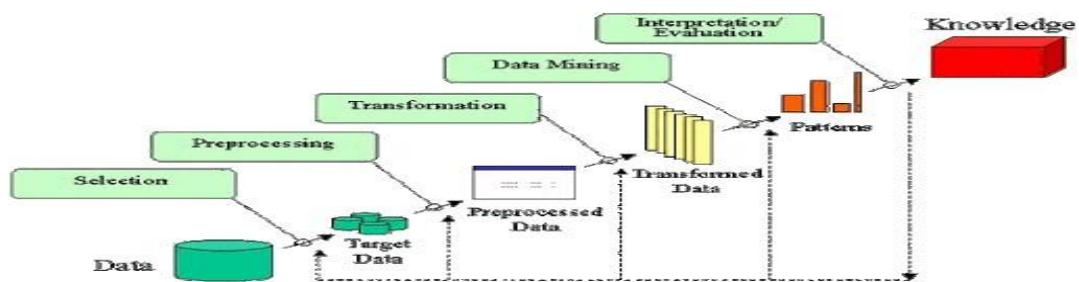 Interpretation/
Evaluation
Knowledge
Data Mining
Transformation
Patterns
Preprocessing
Transformed
Data
Selection
Preprocessed
Data
Target
Data
Data